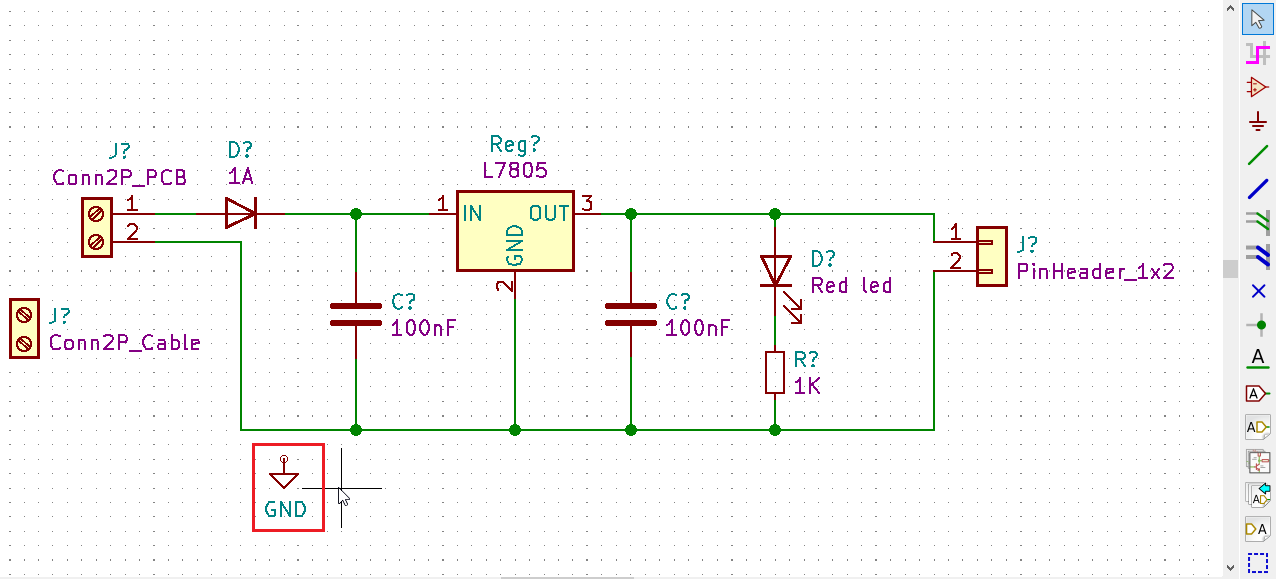 J?
Conn2P_PCB
1
2
D?
1A
Reg?
L7805
1
IN
OUT
3
GND
2
C?
100nF
C?
100nF
D?
Red led
R?
1K
1
2
J?
PinHeader_1x2
J?
Conn2P_Cable
GND
A
A
A
A
A